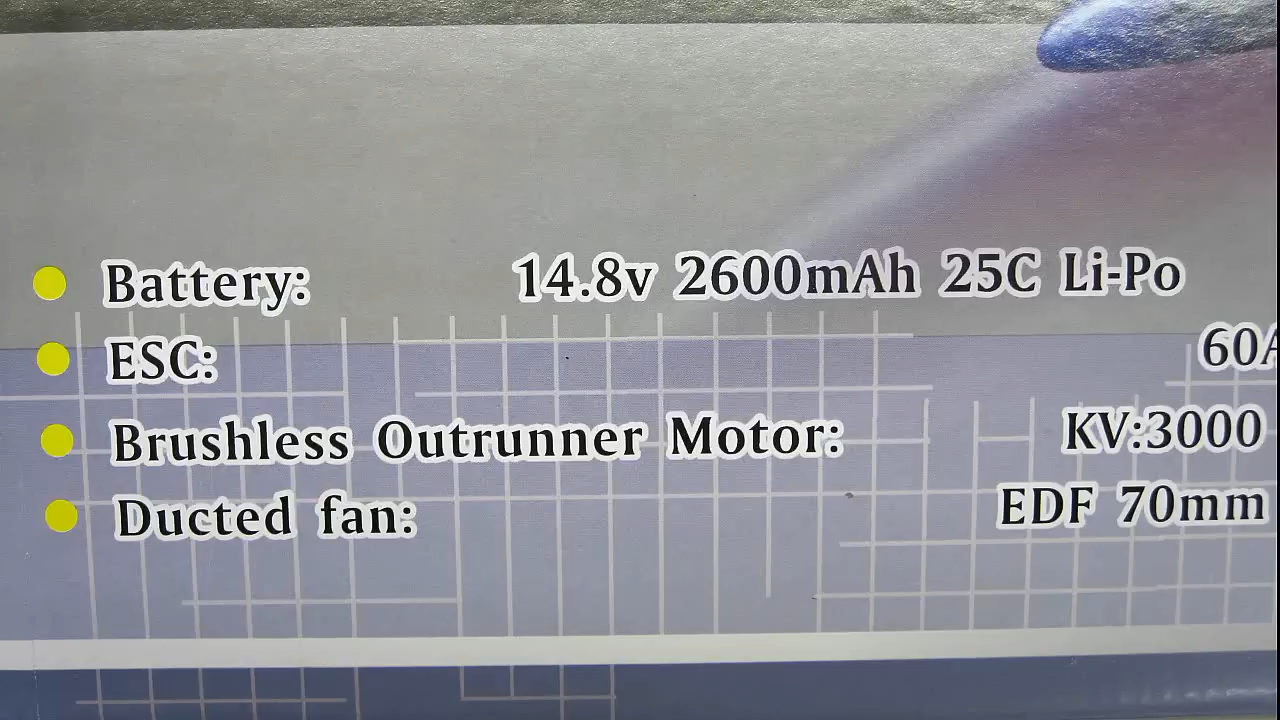 Battery: 14.8v 2600mAh 25C Li-Po
ESC: 60A
Brushless Outrunner Motor: KV:3000
Ducted fan: EDF 70mm